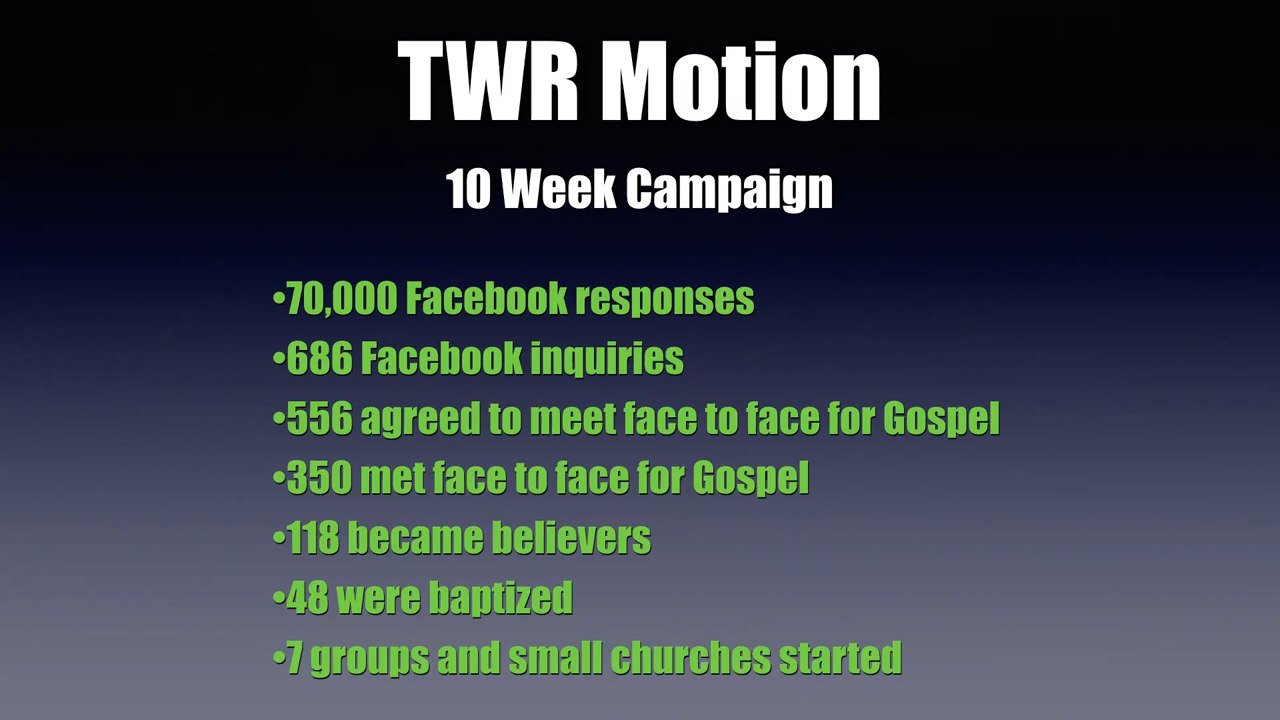 TWR Motion
10 Week Campaign
•70,000 Facebook responses
•686 Facebook inquiries
•556 agreed to meet face to face for Gospel
•350 met face to face for Gospel
•118 became believers
•48 were baptized
•7 groups and small churches started